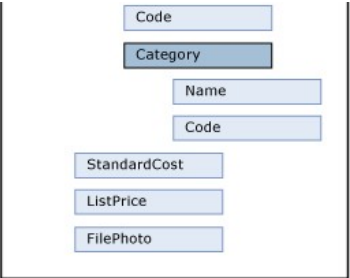 Code
Category
Name
Code
StandardCost
ListPrice
FilePhoto